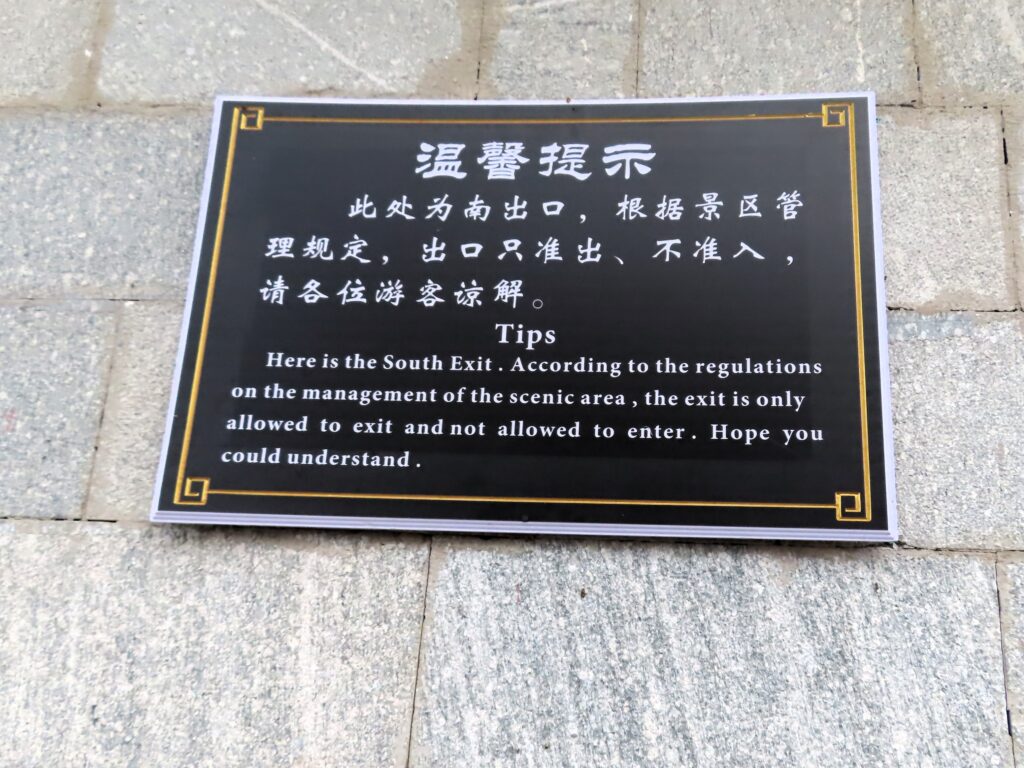 温馨提示
此处为南出口，根据景区管
理规定，出口只准出、不准入，
请各位游客谅解。
Tips
Here is the South Exit . According to the regulations
on the management of the scenic area , the exit is only
allowed to exit and not allowed to enter . Hope you
could understand .